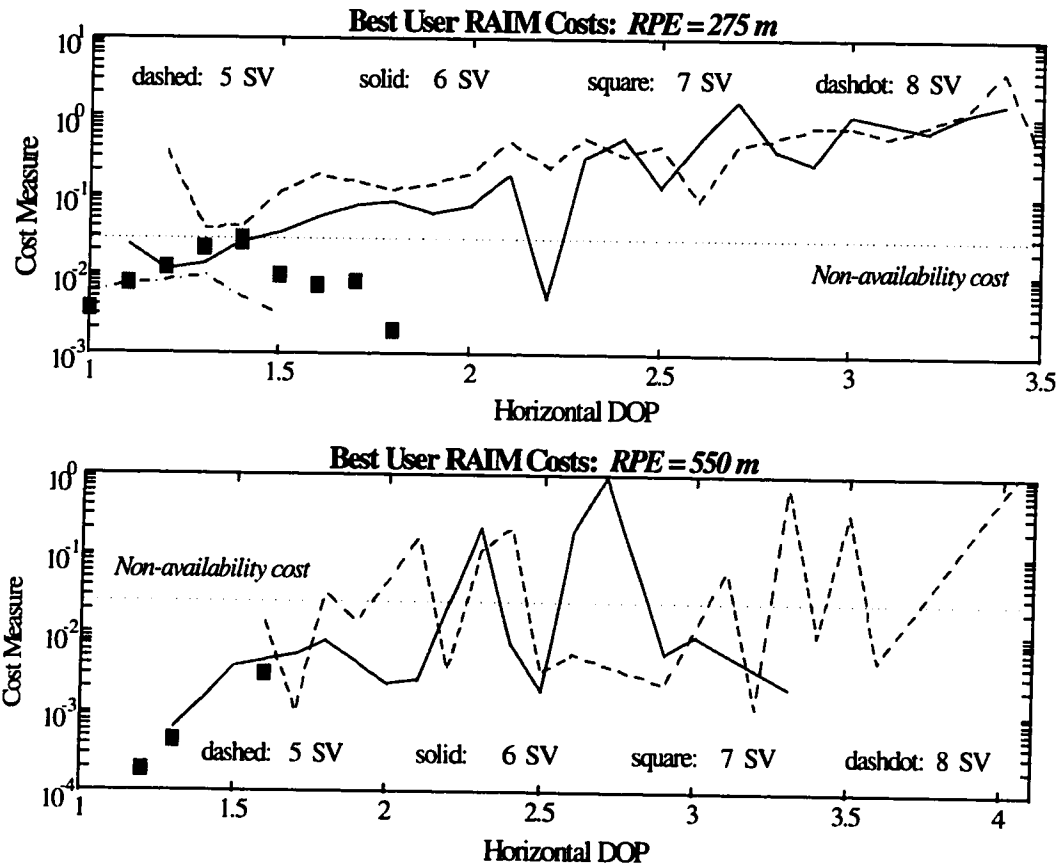 Best User RAIM Costs: RPE = 275 m
10^1
10^0
10^-1
10^-2
10^-3
Cost Measure
dashed: 5 SV solid: 6 SV square: 7 SV dashdot: 8 SV
Non-availability cost
1 1.5 2 2.5 3 3.5
Horizontal DOP
Best User RAIM Costs: RPE = 550 m
10^0
10^-1
10^-2
10^-3
10^-4
Cost Measure
Non-availability cost
dashed: 5 SV solid: 6 SV square: 7 SV dashdot: 8 SV
1 1.5 2 2.5 3 3.5 4
Horizontal DOP